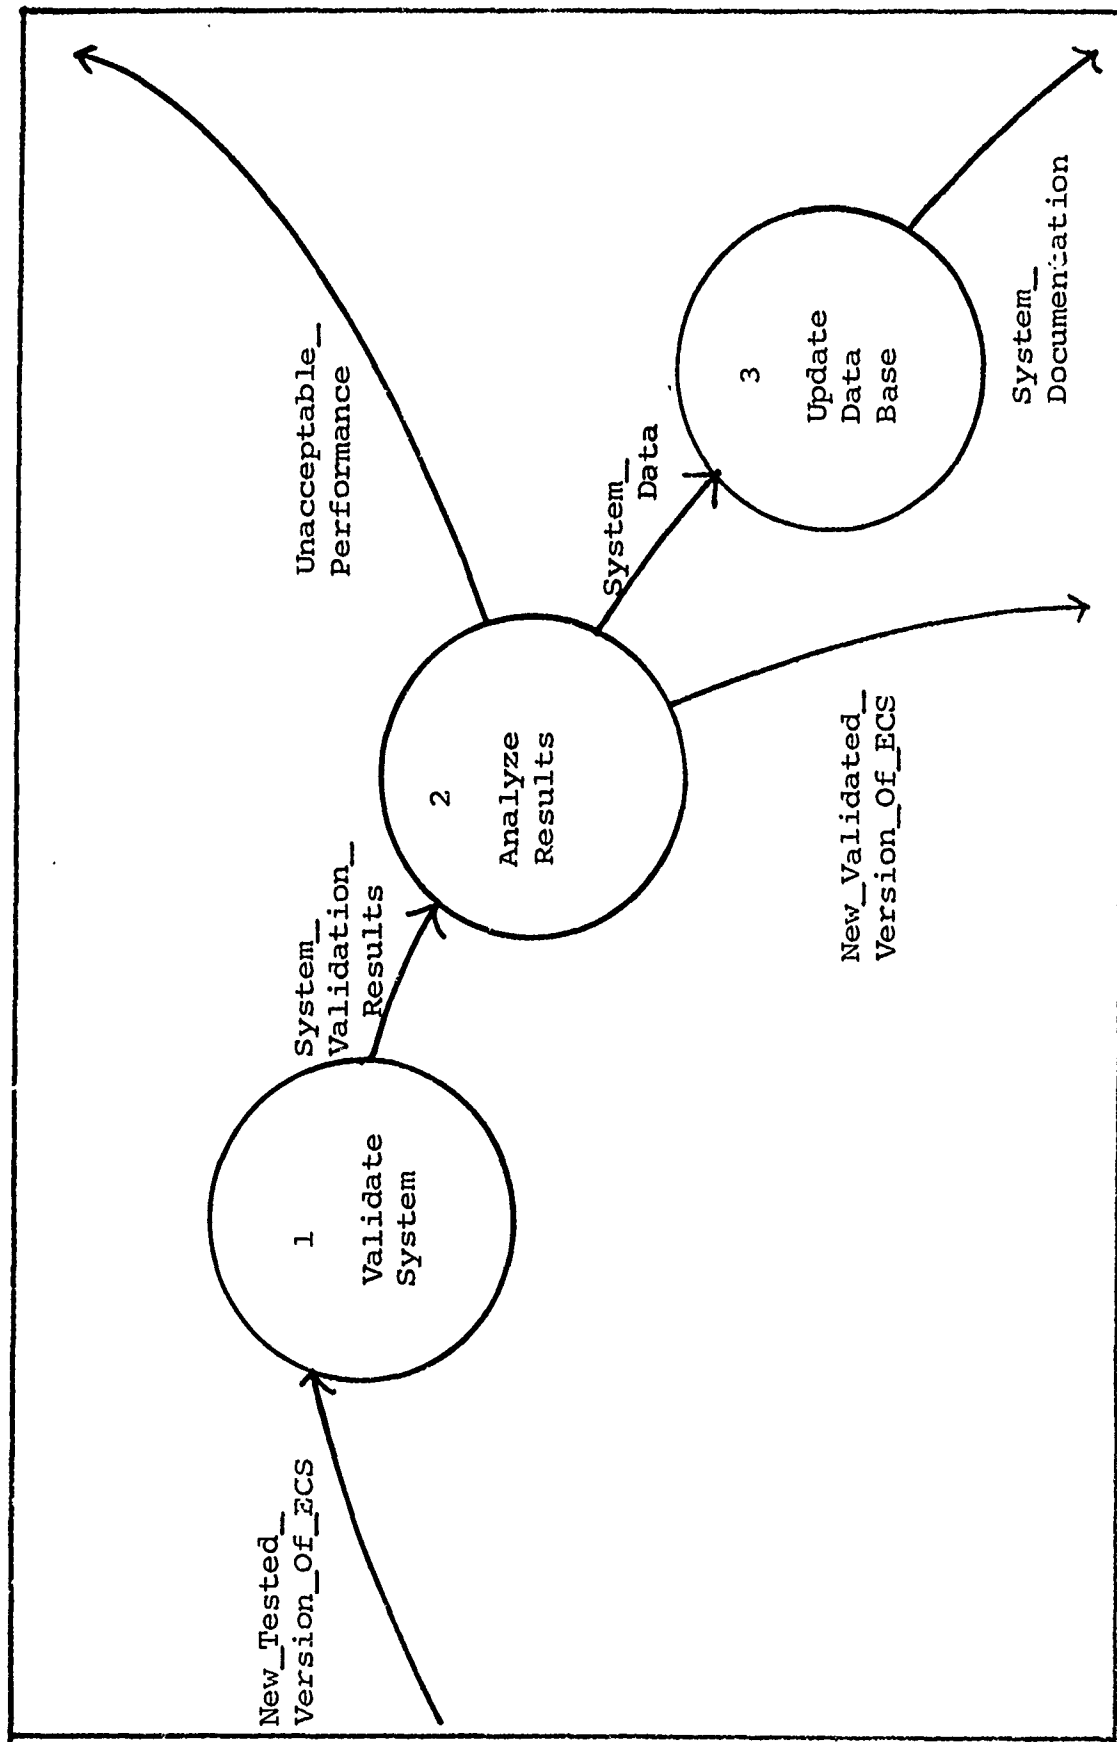 New_Tested_
Version_Of_ECS
1
Validate
System
System_
Validation_
Results
2
Analyze
Results
Unacceptable_
Performance
System_
Data
New_Validated_
Version_Of_ECS
3
Update
Data
Base
System_
Documentation